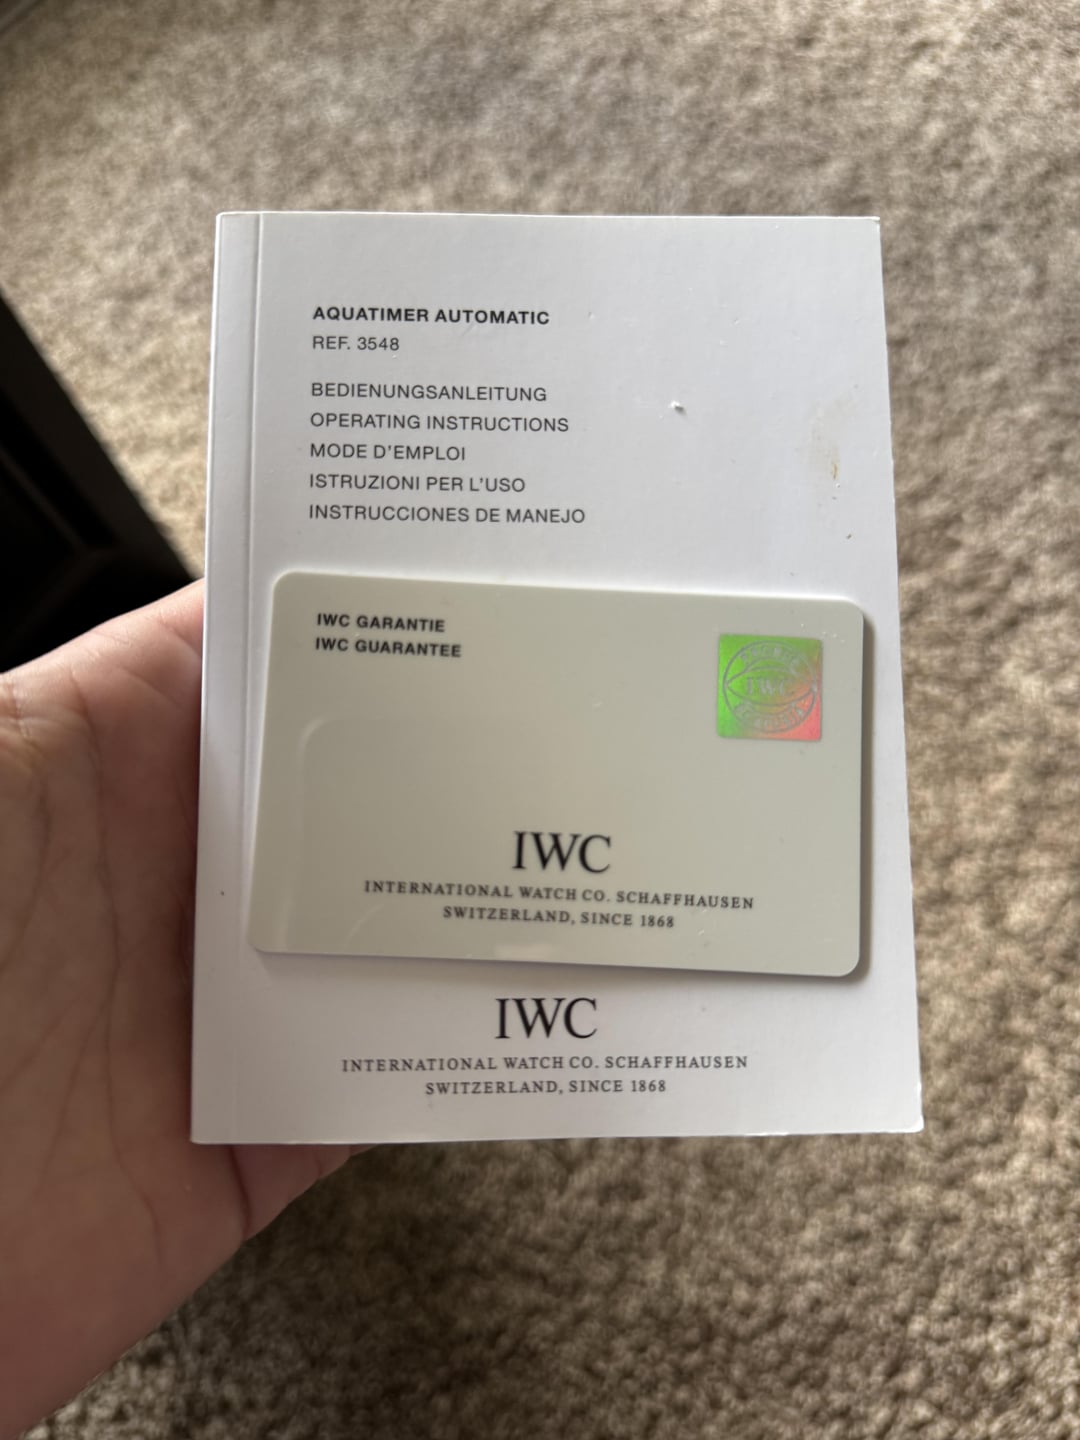 AQUATIMER AUTOMATIC
REF. 3548
BEDIENUNGSANLEITUNG
OPERATING INSTRUCTIONS
MODE D'EMPLOI
ISTRUZIONI PER L'USO
INSTRUCCIONES DE MANEJO
IWC GARANTIE
IWC GUARANTEE
IWC
IWC
INTERNATIONAL WATCH CO. SCHAFFHAUSEN
SWITZERLAND, SINCE 1868
IWC
INTERNATIONAL WATCH CO. SCHAFFHAUSEN
SWITZERLAND, SINCE 1868